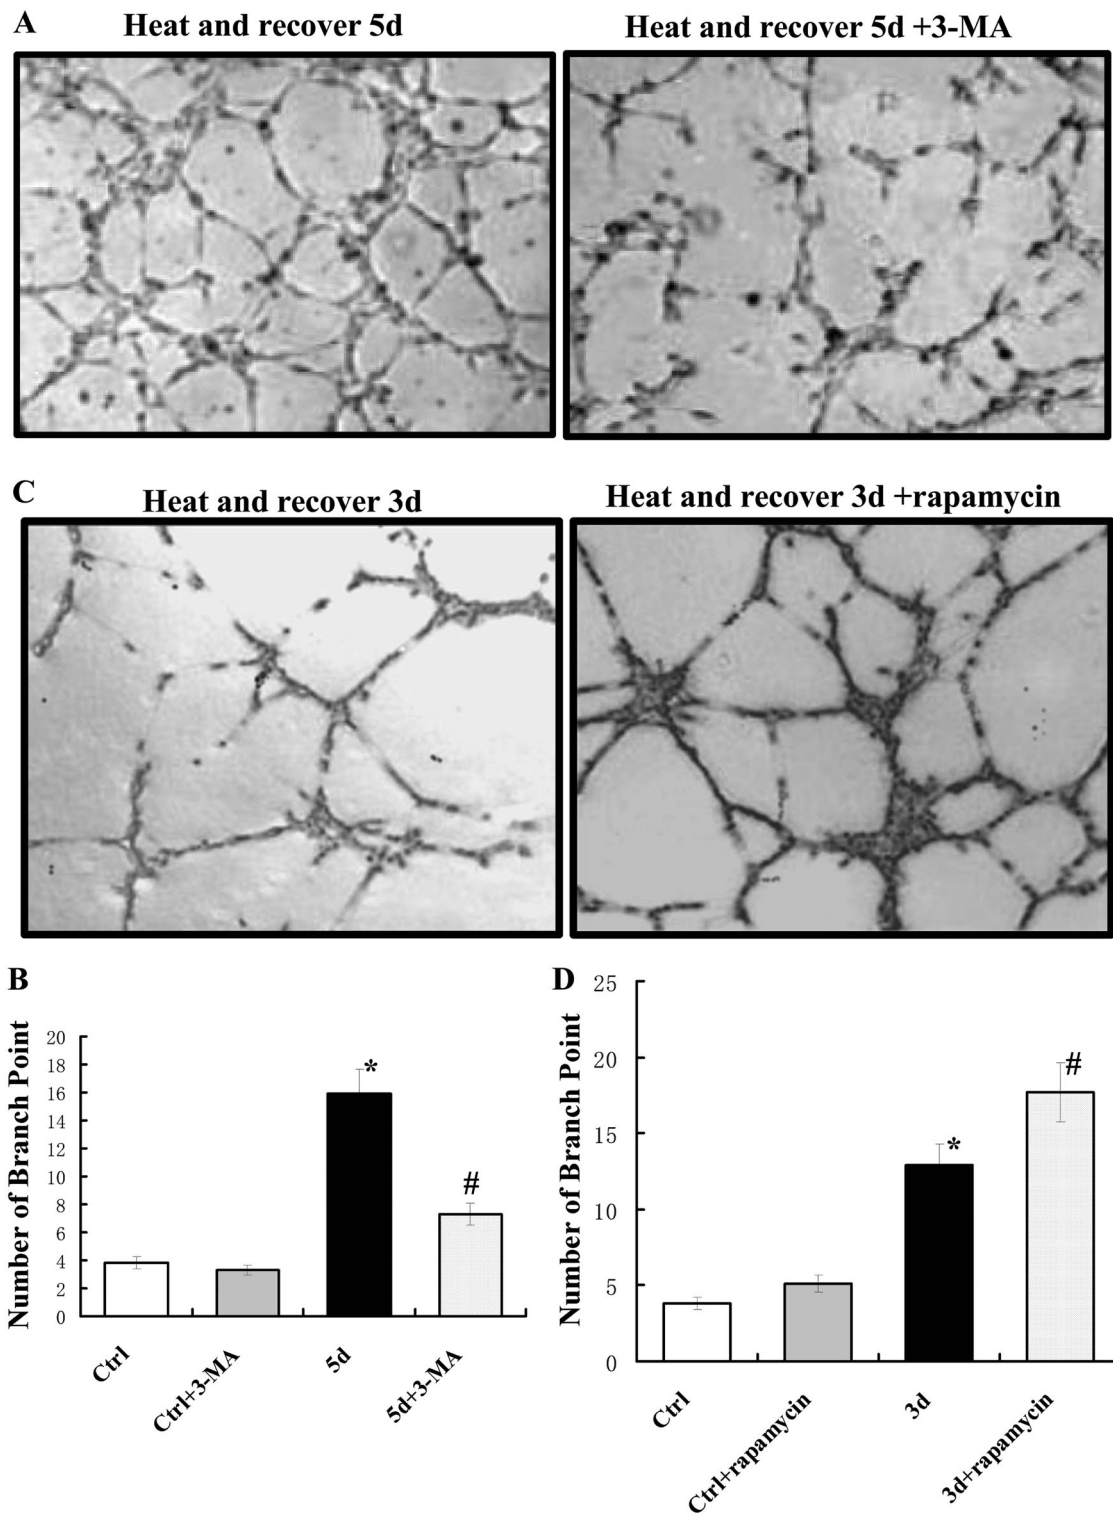 A
Heat and recover 5d
Heat and recover 5d +3-MA
C
Heat and recover 3d
Heat and recover 3d +rapamycin
B
Number of Branch Point
20
18
16
14
12
10
8
6
4
2
0
*
#
Ctrl
Ctrl+3-MA
5d
5d+3-MA
D
Number of Branch Point
25
20
15
10
5
0
*
#
Ctrl
Ctrl+rapamycin
3d
3d+rapamycin